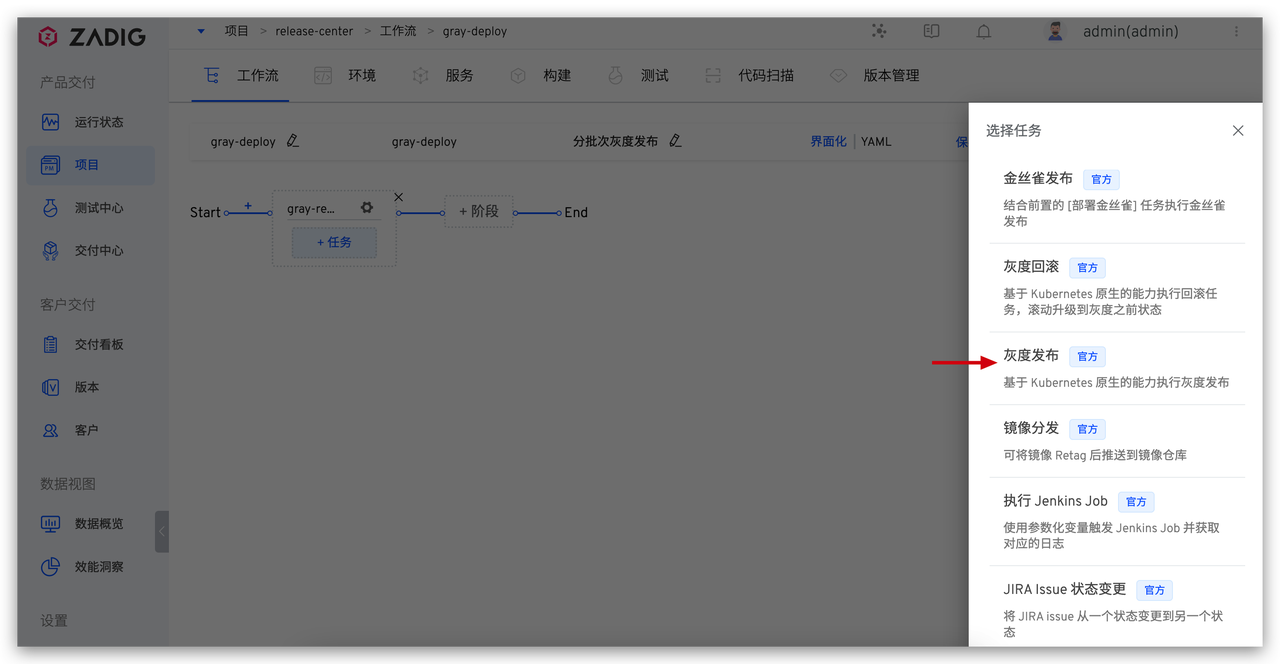 ZADIG
项目 > release-center > 工作流 > gray-deploy
admin(admin)
产品交付
运行状态
项目
测试中心
交付中心
客户交付
交付看板
版本
客户
数据视图
数据概览
效能洞察
设置
工作流
环境
服务
构建
测试
代码扫描
版本管理
gray-deploy
gray-deploy
分批次灰度发布
界面化 | YAML
保
Start
+
gray-re...
+ 任务
+ 阶段
End
选择任务
金丝雀发布 官方
结合前置的 [部署金丝雀] 任务执行金丝雀
发布
灰度回滚 官方
基于 Kubernetes 原生的能力执行回滚任
务，滚动升级到灰度之前状态
灰度发布 官方
基于 Kubernetes 原生的能力执行灰度发布
镜像分发 官方
可将镜像 Retag 后推送到镜像仓库
执行 Jenkins Job 官方
使用参数化变量触发 Jenkins Job 并获取
对应的日志
JIRA Issue 状态变更 官方
将 JIRA issue 从一个状态变更到另一个状
态